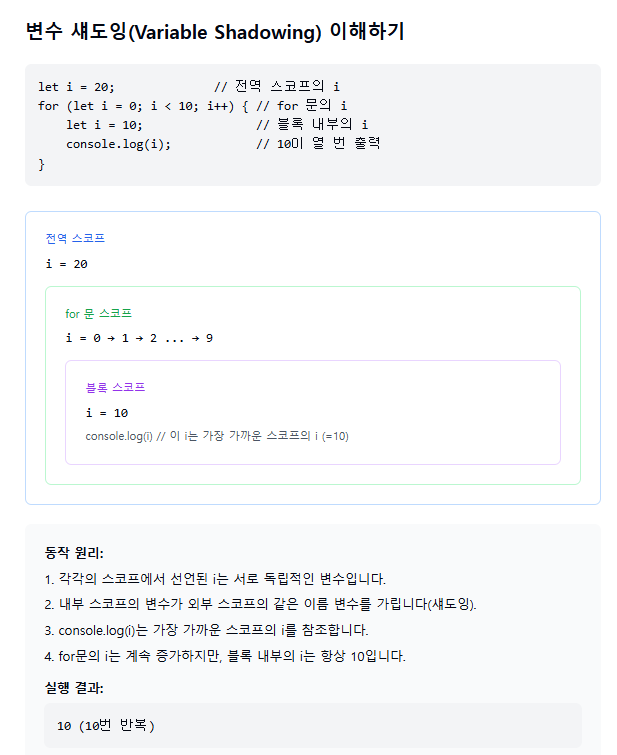 변수 섀도잉(Variable Shadowing) 이해하기
let i = 20; // 전역 스코프의 i
for (let i = 0; i < 10; i++) { // for 문의 i
let i = 10; // 블록 내부의 i
console.log(i); // 10이 열 번 출력
}
전역 스코프
i = 20
for 문 스코프
i = 0 → 1 → 2 ... → 9
블록 스코프
i = 10
console.log(i) // 이 i는 가장 가까운 스코프의 i (=10)
동작 원리:
1. 각각의 스코프에서 선언된 i는 서로 독립적인 변수입니다.
2. 내부 스코프의 변수가 외부 스코프의 같은 이름 변수를 가립니다(섀도잉).
3. console.log(i)는 가장 가까운 스코프의 i를 참조합니다.
4. for문의 i는 계속 증가하지만, 블록 내부의 i는 항상 10입니다.
실행 결과:
10 (10번 반복)